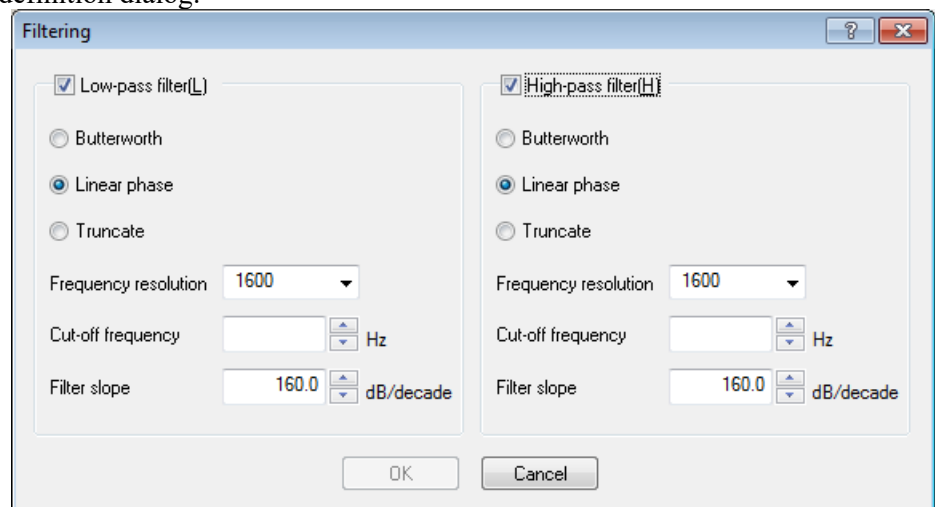 definition dialog.
Filtering
Low-pass filter(L)
Butterworth
Linear phase
Truncate
Frequency resolution 1600
Cut-off frequency Hz
Filter slope 160.0 dB/decade
High-pass filter(H)
Butterworth
Linear phase
Truncate
Frequency resolution 1600
Cut-off frequency Hz
Filter slope 160.0 dB/decade
OK Cancel